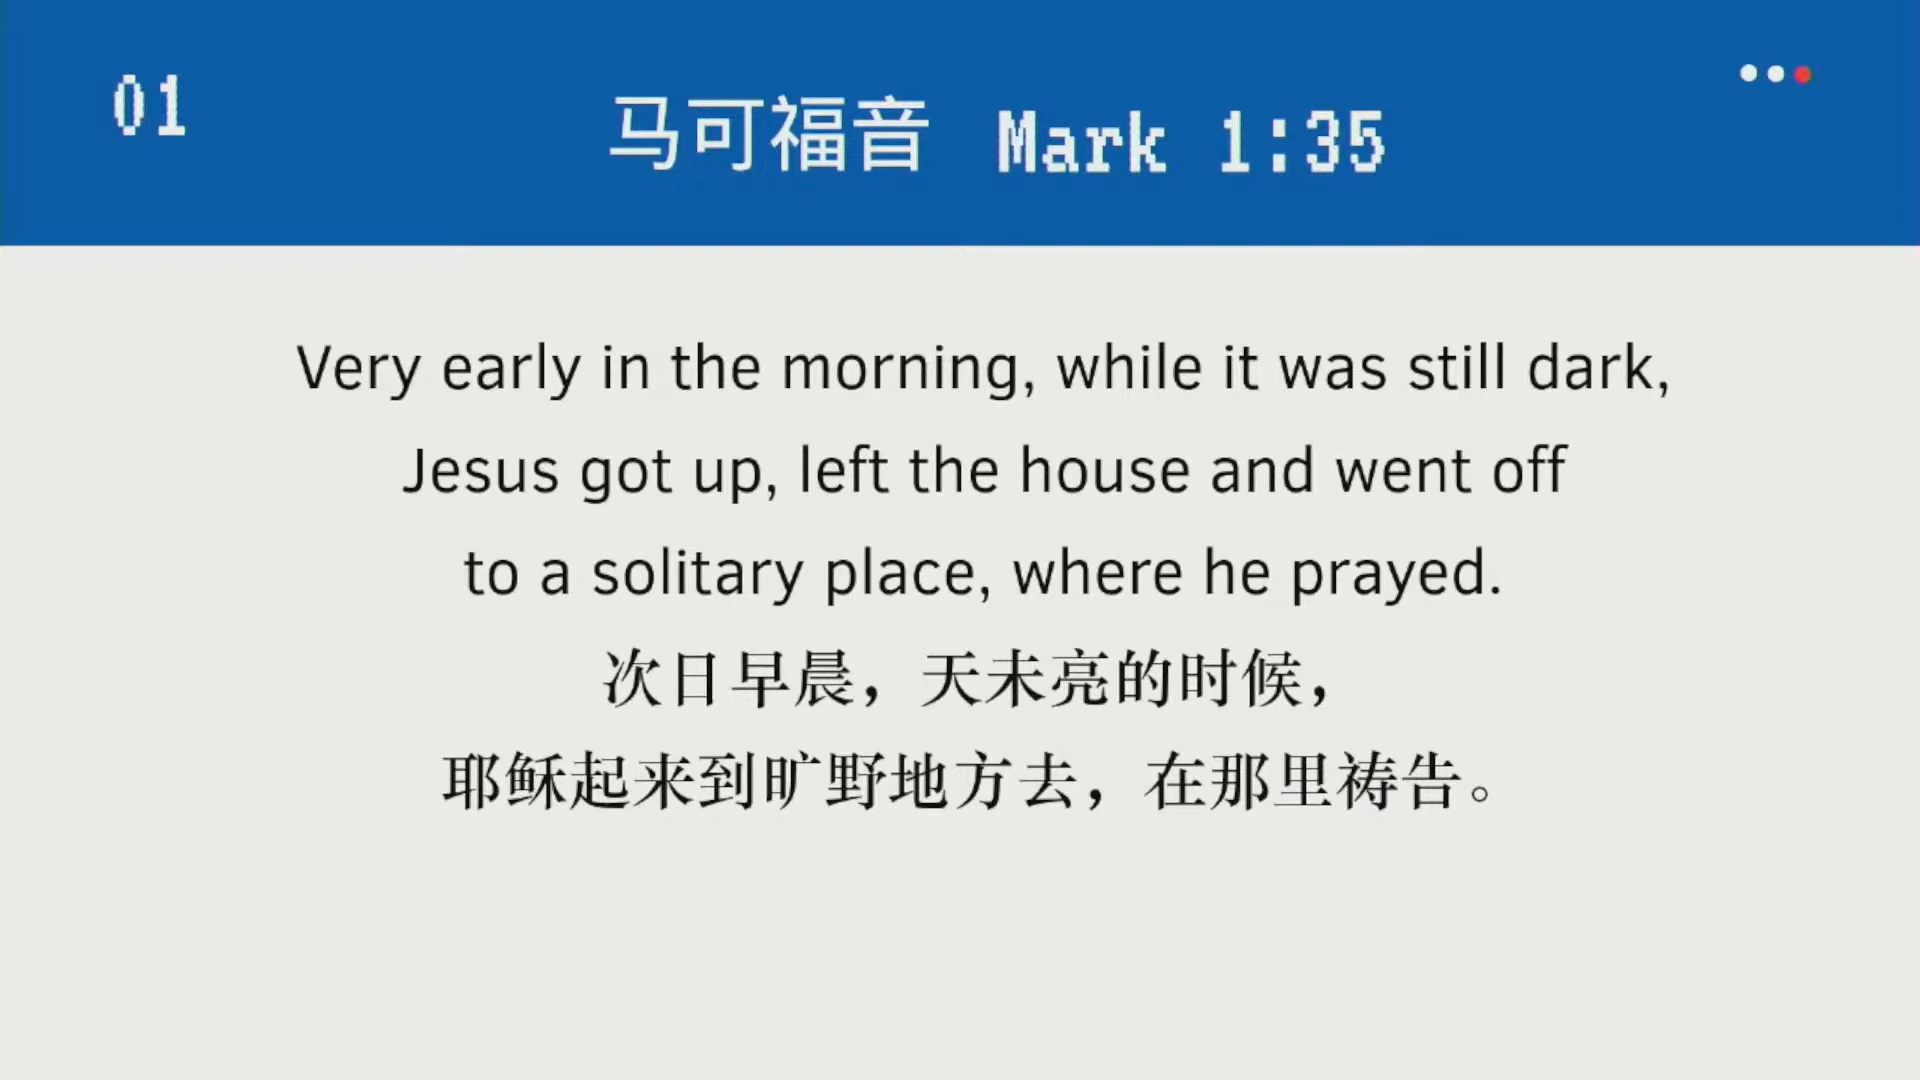 01
马可福音 Mark 1:35
Very early in the morning, while it was still dark,
Jesus got up, left the house and went off
to a solitary place, where he prayed.
次日早晨，天未亮的时候，
耶稣起来到旷野地方去，在那里祷告。